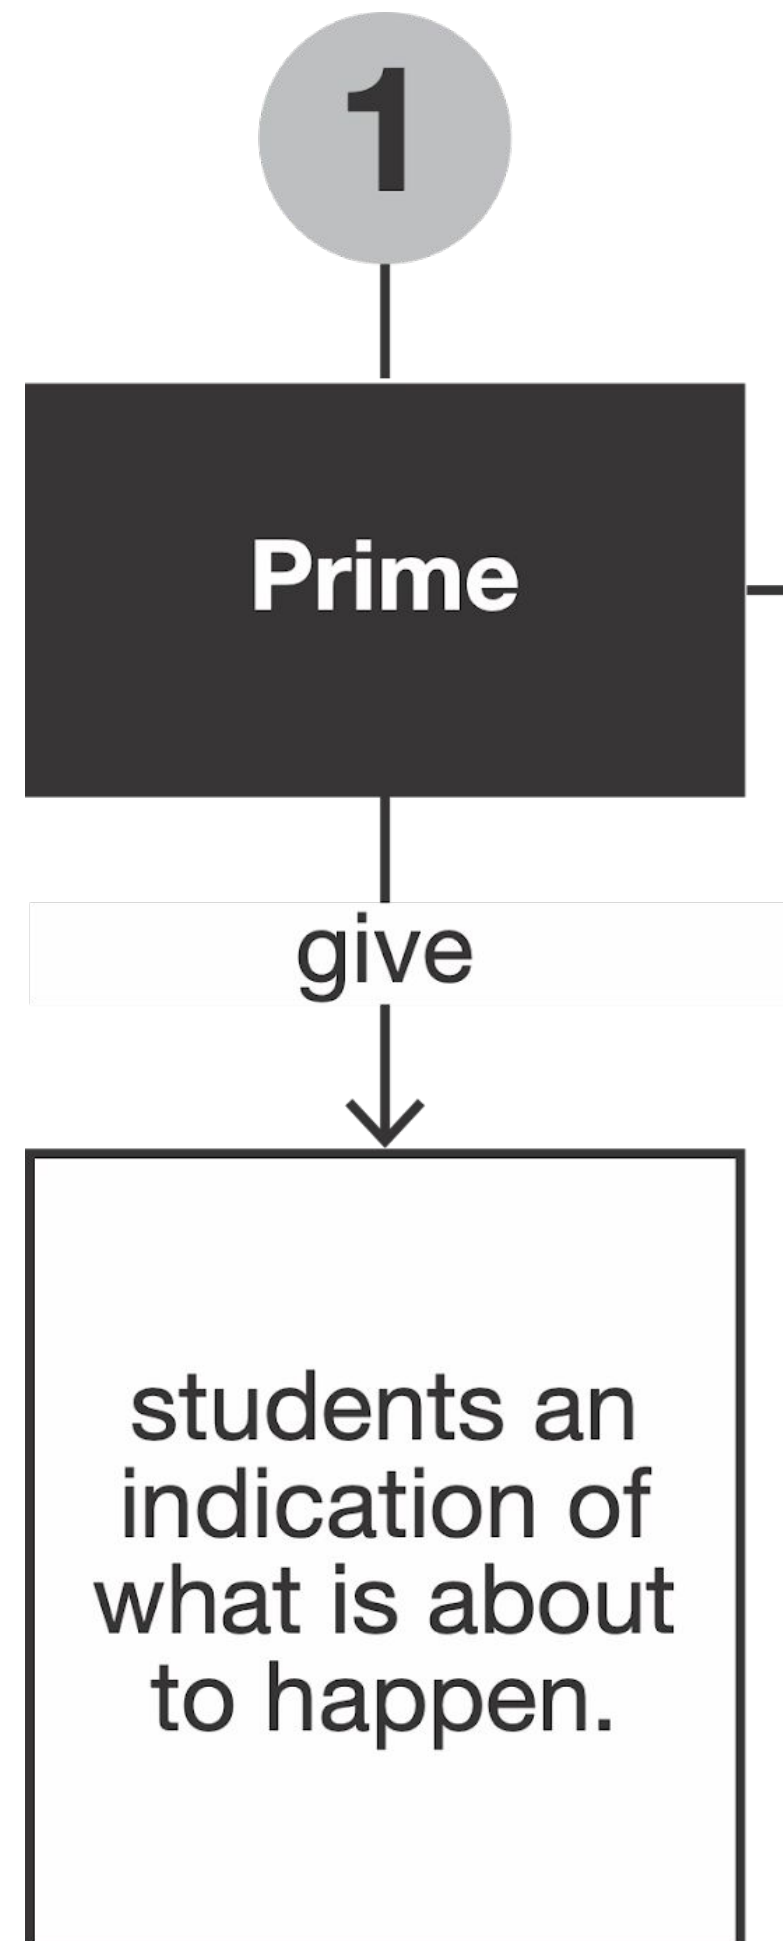 1
Prime
give
students an
indication of
what is about
to happen.